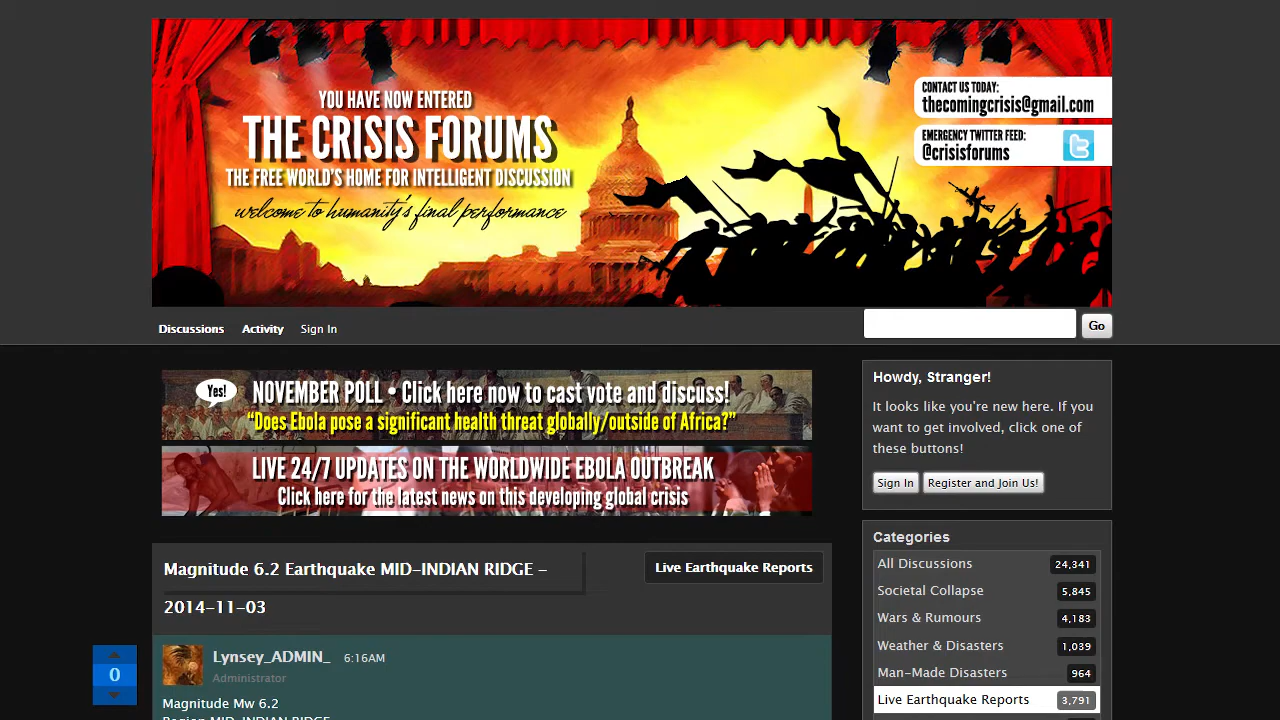 YOU HAVE NOW ENTERED
THE CRISIS FORUMS
THE FREE WORLD'S HOME FOR INTELLIGENT DISCUSSION
welcome to humanity's final performance
CONTACT US TODAY:
thecomingcrisis@gmail.com
EMERGENCY TWITTER FEED:
@crisisforums
Discussions Activity Sign In
Go
Yes! NOVEMBER POLL • Click here now to cast vote and discuss!
"Does Ebola pose a significant health threat globally/outside of Africa?"
LIVE 24/7 UPDATES ON THE WORLDWIDE EBOLA OUTBREAK
Click here for the latest news on this developing global crisis
Howdy, Stranger!
It looks like you're new here. If you
want to get involved, click one of
these buttons!
Sign In Register and Join Us!
Magnitude 6.2 Earthquake MID-INDIAN RIDGE -
2014-11-03
Live Earthquake Reports
0
Lynsey_ADMIN_ 6:16AM
Administrator
Magnitude Mw 6.2
Region MID-INDIAN RIDGE
Categories
All Discussions 24,341
Societal Collapse 5,845
Wars & Rumours 4,183
Weather & Disasters 1,039
Man-Made Disasters 964
Live Earthquake Reports 3,791